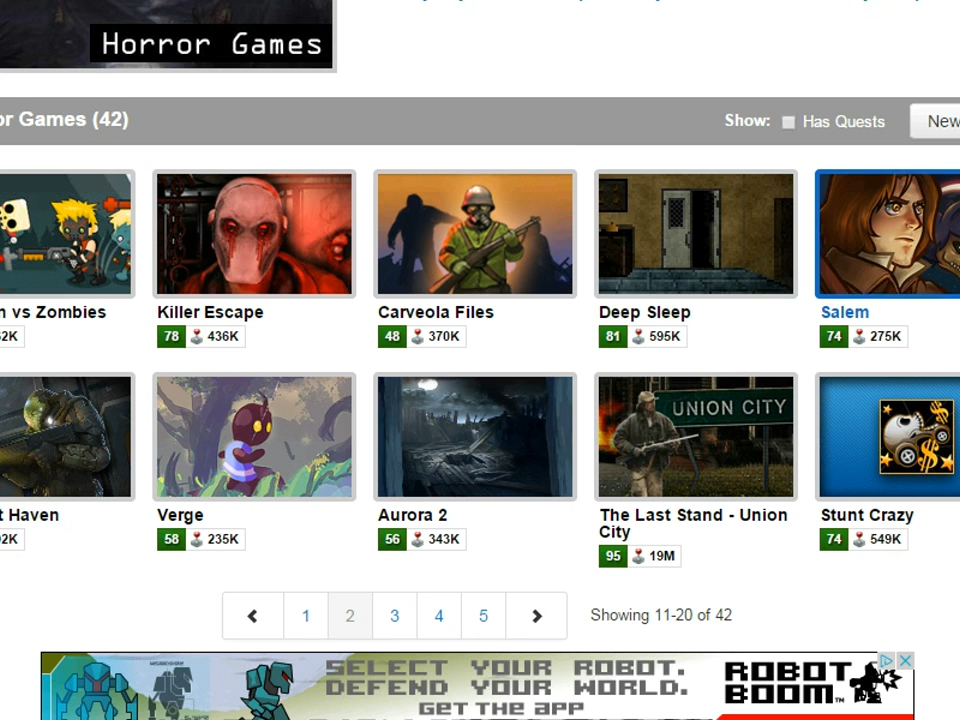 Horror Games
or Games (42)
Show: Has Quests New
n vs Zombies
2K
Killer Escape
78 436K
Carveola Files
48 370K
Deep Sleep
81 595K
Salem
74 275K
UNION CITY
t Haven
2K
Verge
58 235K
Aurora 2
56 343K
The Last Stand - Union
City
95 19M
Stunt Crazy
74 549K
1 2 3 4 5
Showing 11-20 of 42
SELECT YOUR ROBOT.
DEFEND YOUR WORLD.
GET THE APP
ROBOT
BOOM™